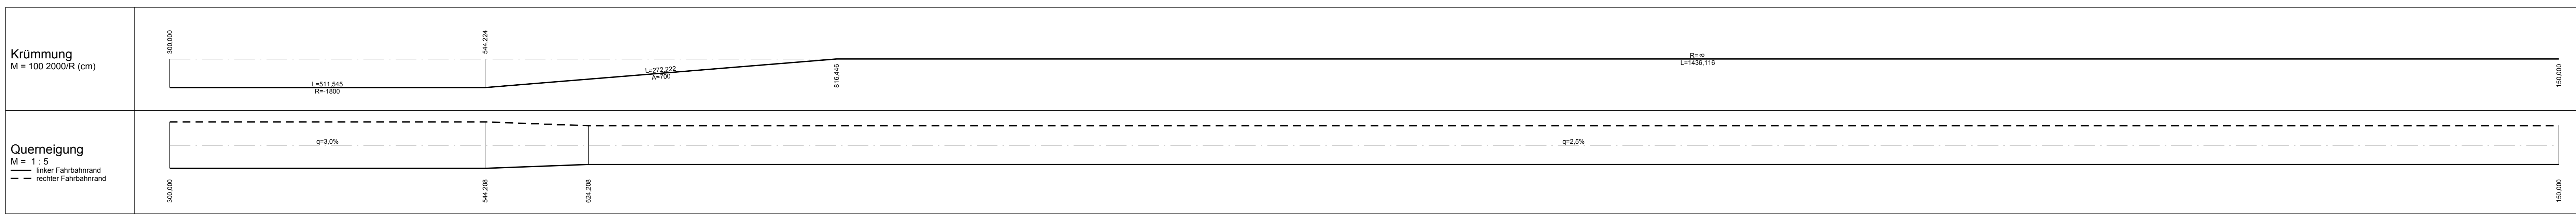 Krümmung
M = 100 2000/R (cm)
300,000
544,224
816,446
150,000
L=511,545
R=-1800
L=272,222
A=700
R=∞
L=1436,116
Querneigung
M = 1 : 5
linker Fahrbahnrand
rechter Fahrbahnrand
q=3,0%
q=2,5%
300,000
544,208
624,208
150,000